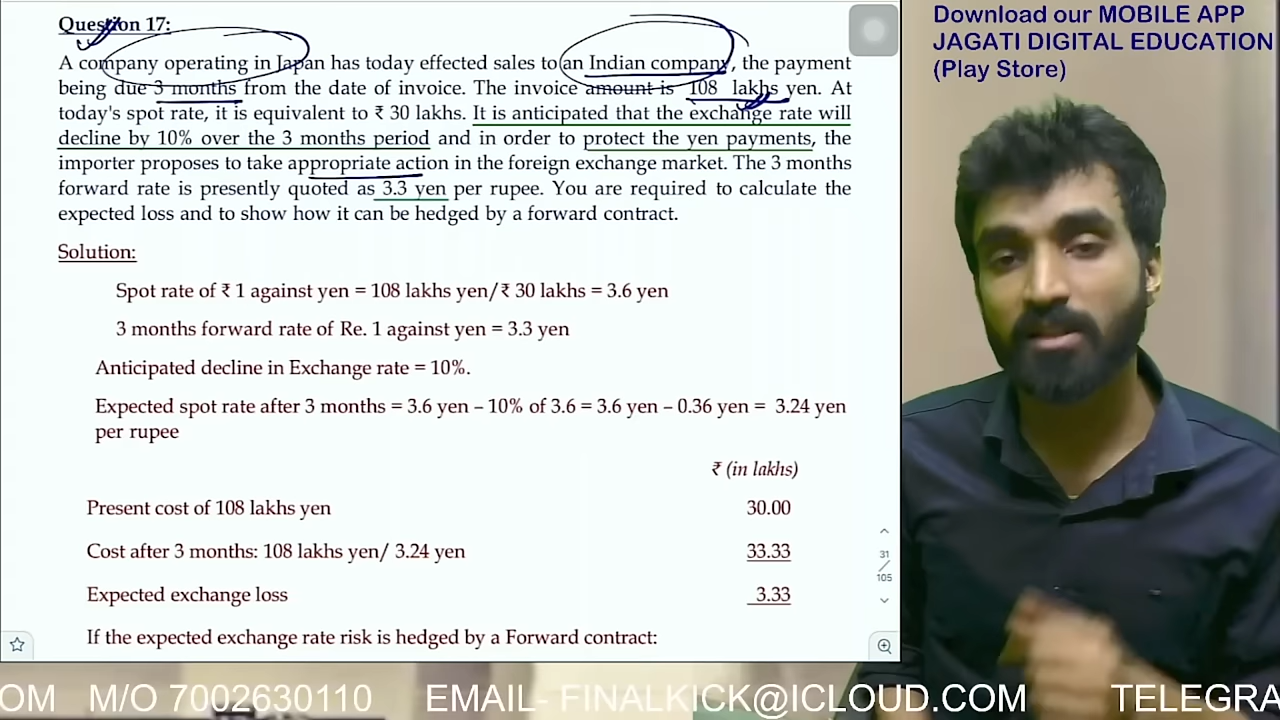 Question 17:
A company operating in Japan has today effected sales to an Indian company, the payment
being due 3 months from the date of invoice. The invoice amount is 108 lakhs yen. At
today's spot rate, it is equivalent to ₹ 30 lakhs. It is anticipated that the exchange rate will
decline by 10% over the 3 months period and in order to protect the yen payments, the
importer proposes to take appropriate action in the foreign exchange market. The 3 months
forward rate is presently quoted as 3.3 yen per rupee. You are required to calculate the
expected loss and to show how it can be hedged by a forward contract.
Solution:
Spot rate of ₹ 1 against yen = 108 lakhs yen/₹ 30 lakhs = 3.6 yen
3 months forward rate of Re. 1 against yen = 3.3 yen
Anticipated decline in Exchange rate = 10%.
Expected spot rate after 3 months = 3.6 yen – 10% of 3.6 = 3.6 yen – 0.36 yen = 3.24 yen
per rupee
₹ (in lakhs)
Present cost of 108 lakhs yen 30.00
Cost after 3 months: 108 lakhs yen/ 3.24 yen 33.33
Expected exchange loss 3.33
If the expected exchange rate risk is hedged by a Forward contract:
31
/
105
Download our MOBILE APP
JAGATI DIGITAL EDUCATION
(Play Store)
OM M/O 7002630110 EMAIL- FINALKICK@ICLOUD.COM TELEGRA